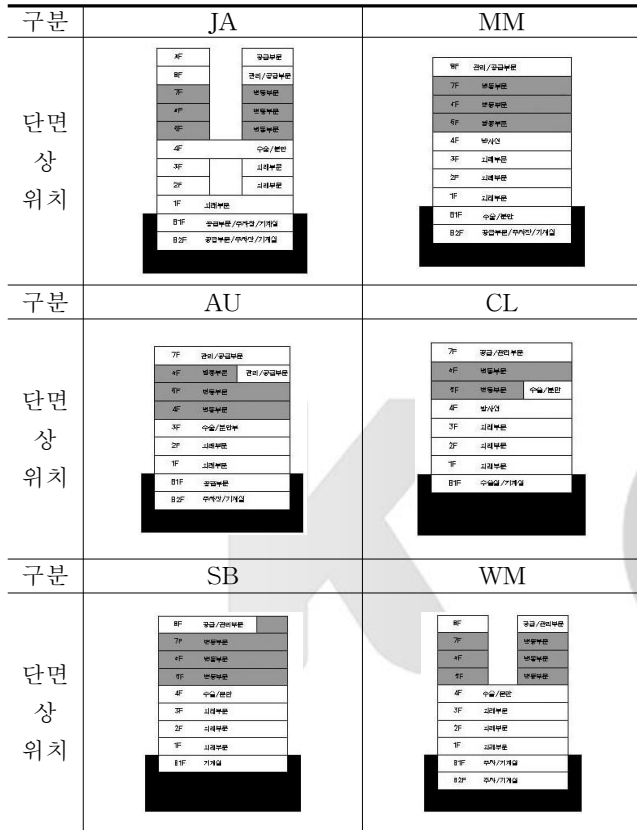 구분 JA MM
단면
상
위치
공급부문
8F 관리/공급부문
7F 병동부문
병동부문
병동부문
4F 수술/분만
3F 외래부문
2F 외래부문
1F 외래부문
B1F 공급부문/주차장/기계실
B2F 공급부문/주차장/기계실
관리/공급부문
7F 병동부문
병동부문
병동부문
4F 방사선
3F 외래부문
2F 외래부문
1F 외래부문
B1F 수술/분만
B2F 공급부문/주차장/기계실
구분 AU CL
단면
상
위치
7F 관리/공급부문
병동부문 관리/공급부문
5F 병동부문
4F 병동부문
3F 수술/분만부
2F 외래부문
1F 외래부문
B1F 공급부문
B2F 주차장/기계실
7F 공급/관리부문
병동부문
병동부문 수술/분만
4F 방사선
3F 외래부문
2F 외래부문
1F 외래부문
B1F 수술실/기계실
구분 SB WM
단면
상
위치
8F 공급/관리부문
7F 병동부문
병동부문
병동부문
4F 수술/분만
3F 외래부문
2F 외래부문
1F 외래부문
B1F 기계실
8F 공급/관리부문
7F 병동부문
병동부문
병동부문
4F 수술/분만
3F 외래부문
2F 외래부문
1F 외래부문
B1F 주차/기계실
B2F 주차/기계실